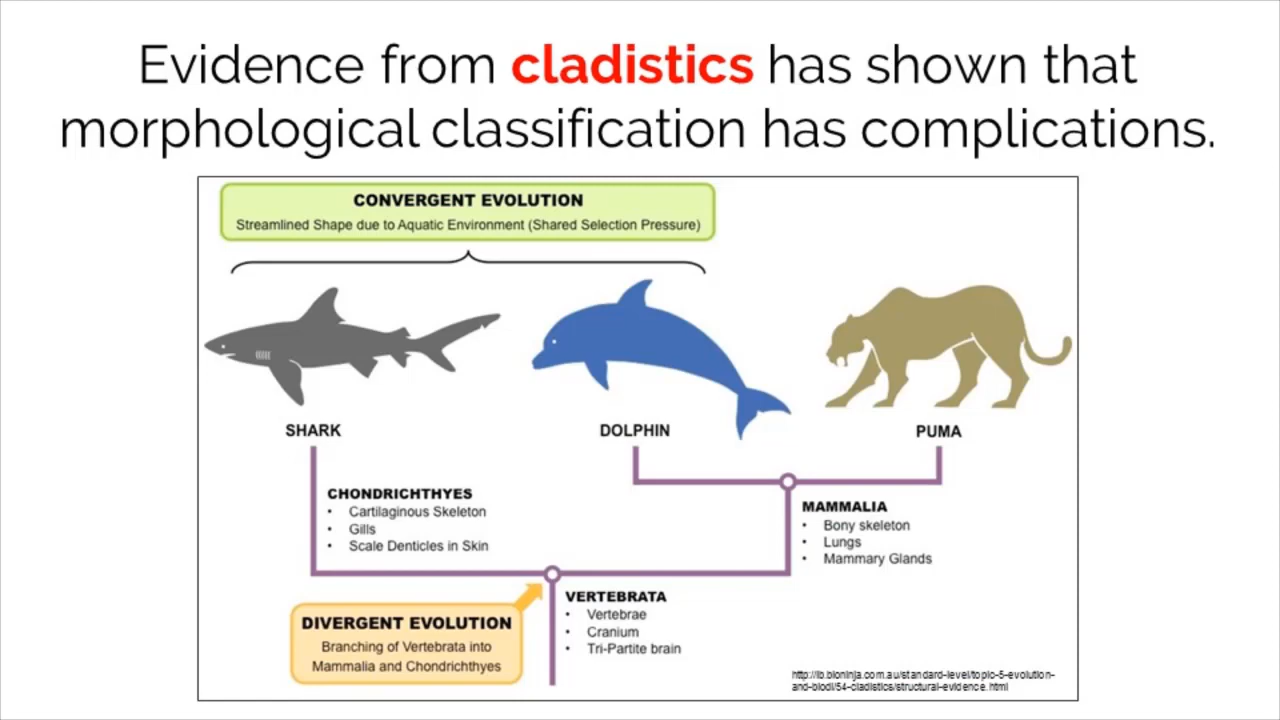 Evidence from cladistics has shown that
morphological classification has complications.
CONVERGENT EVOLUTION
Streamlined Shape due to Aquatic Environment (Shared Selection Pressure)
SHARK
DOLPHIN
PUMA
CHONDRICHTHYES
• Cartilaginous Skeleton
• Gills
• Scale Denticles in Skin
MAMMALIA
• Bony skeleton
• Lungs
• Mammary Glands
VERTEBRATA
• Vertebrae
• Cranium
• Tri-Partite brain
DIVERGENT EVOLUTION
Branching of Vertebrata into
Mammalia and Chondrichthyes
http://ib.bioninja.com.au/standard-level/topic-5-evolution-
and-biodi/54-cladistics/structural-evidence.html